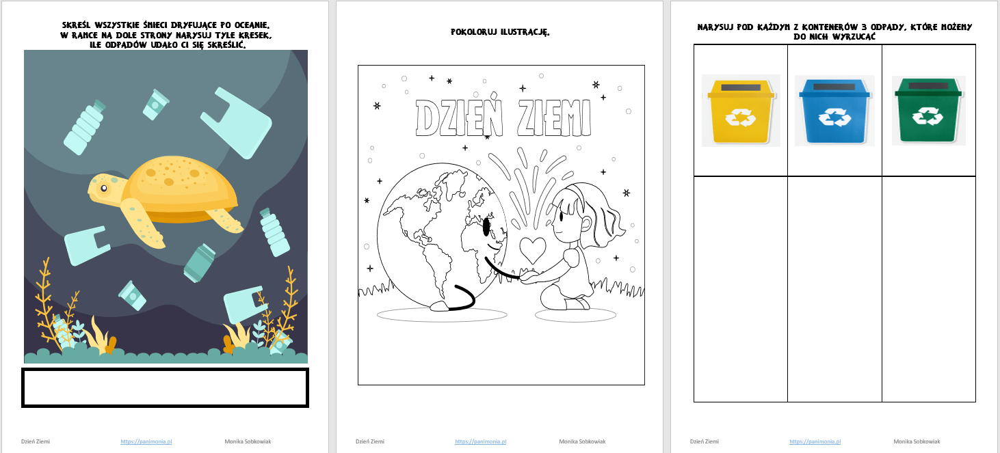 SKREŚL WSZYSTKIE ŚMIECI DRYFUJĄCE PO OCEANIE.
W RAMCE NA DOLE STRONY NARYSUJ TYLE KRESEK,
ILE ODPADÓW UDAŁO CI SIĘ SKREŚLIĆ.
Dzień Ziemi https://panimonia.pl Monika Sobkowiak
POKOLORUJ ILUSTRACJĘ.
DZIEŃ ZIEMI
Dzień Ziemi https://panimonia.pl Monika Sobkowiak
NARYSUJ POD KAŻDYM Z KONTENERÓW 3 ODPADY, KTÓRE MOŻEMY
DO NICH WYRZUCAĆ
Dzień Ziemi https://panimonia.pl Monika Sobkowiak